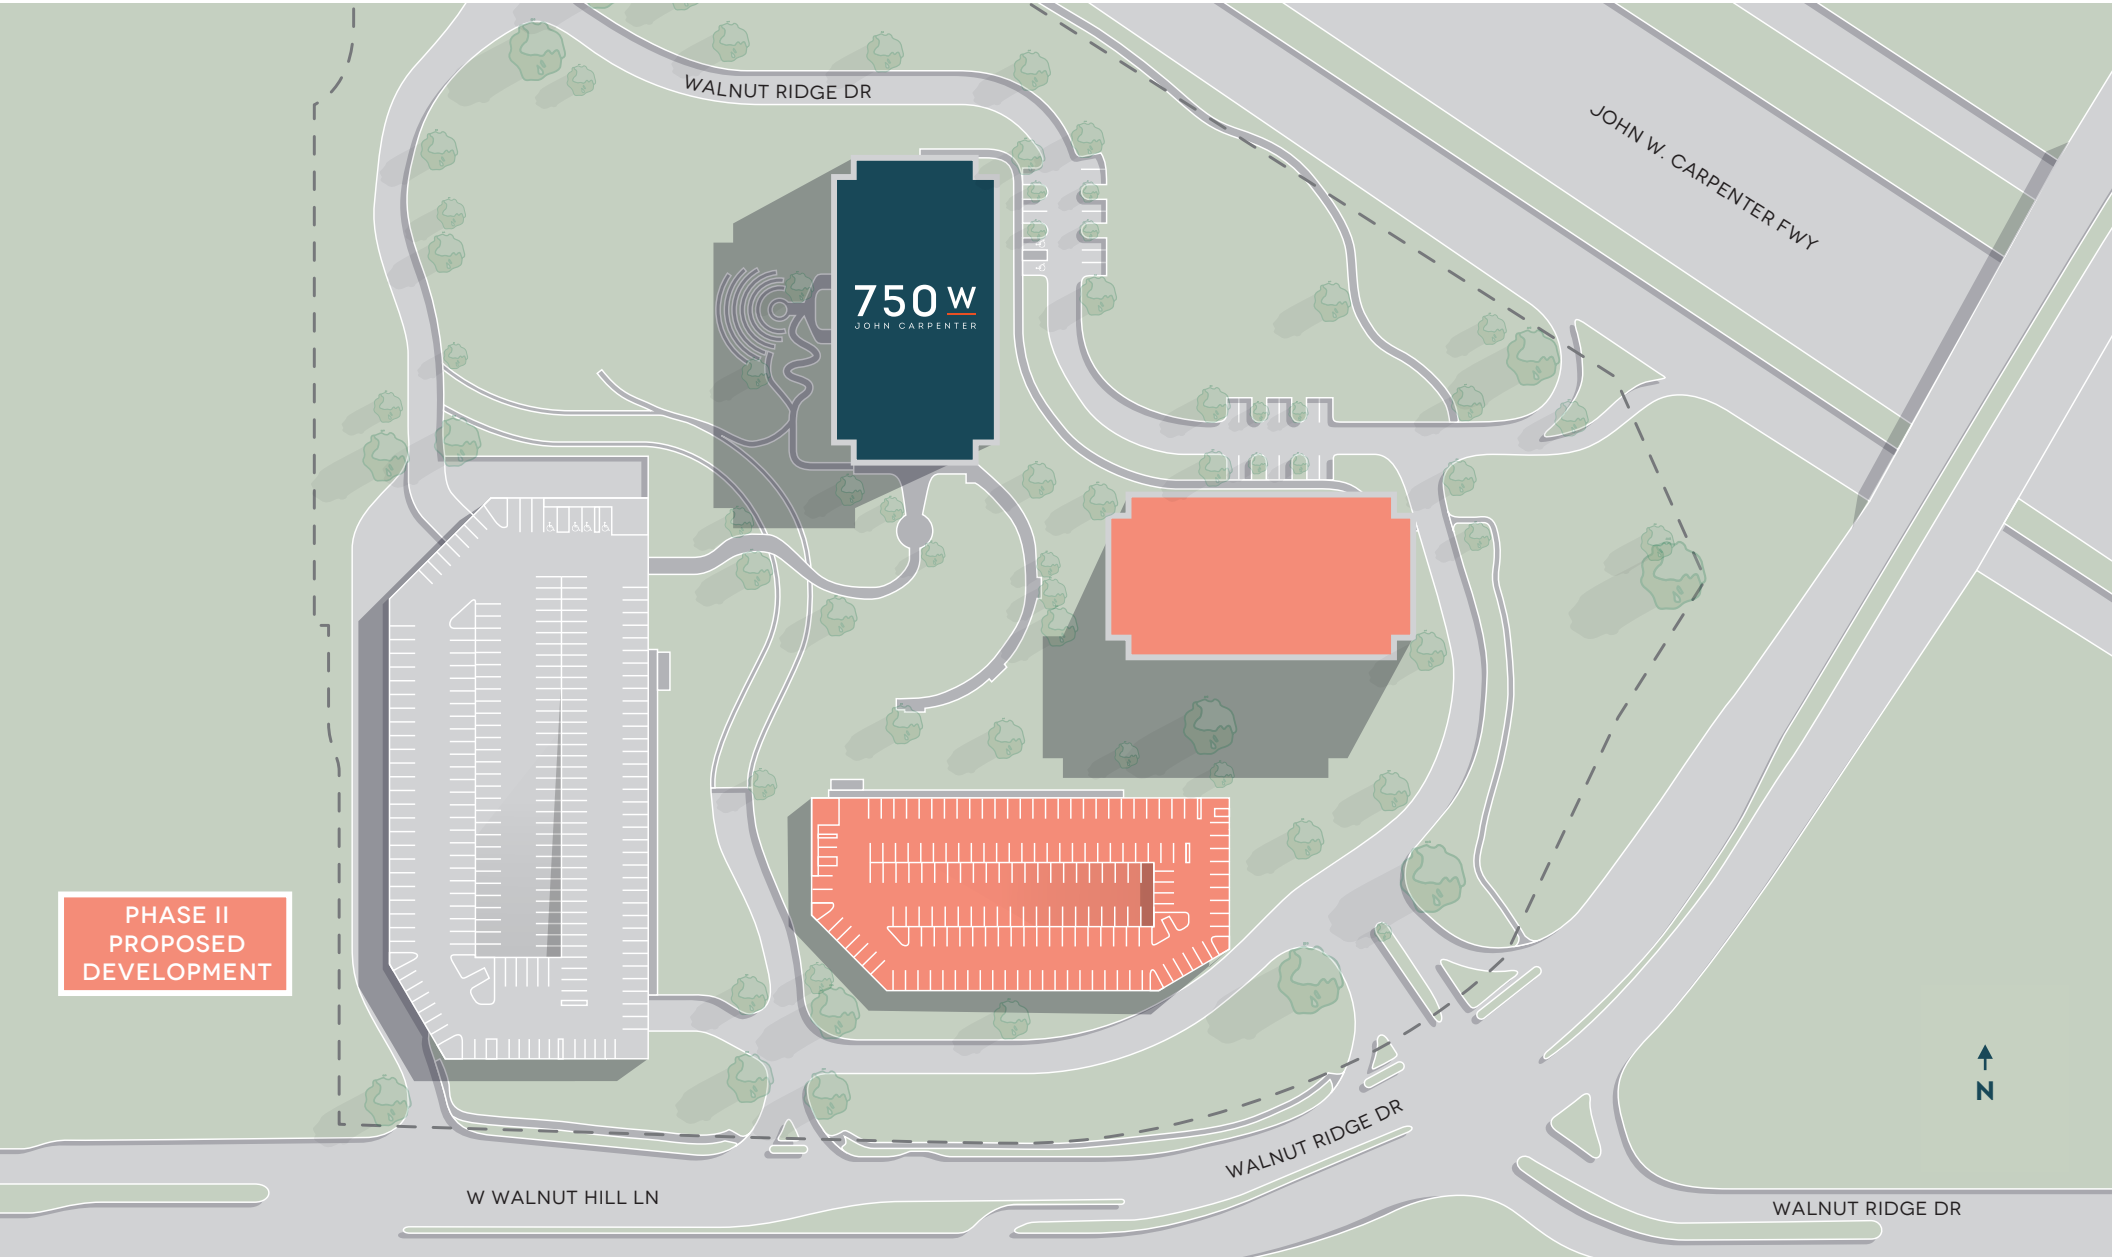 WALNUT RIDGE DR
JOHN W. CARPENTER FWY
750 W
JOHN CARPENTER
PHASE II
PROPOSED
DEVELOPMENT
N
WALNUT RIDGE DR
W WALNUT HILL LN
WALNUT RIDGE DR